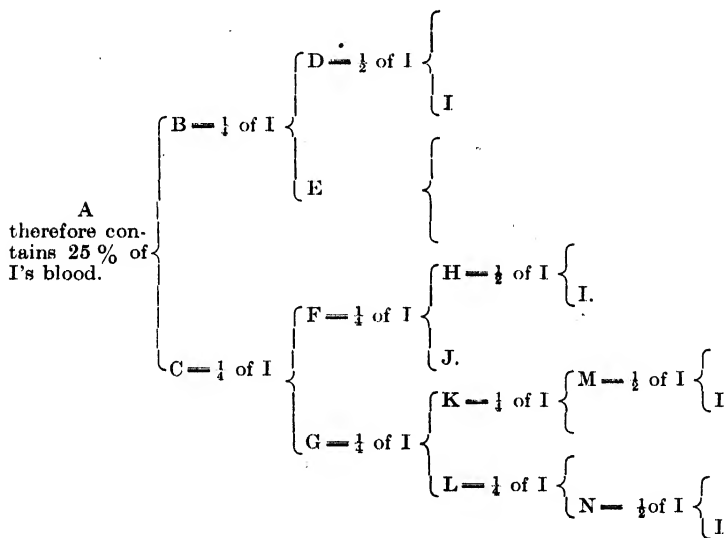 D — ½ of I
I
B — ¼ of I
E
A
therefore con-
tains 25 % of
I's blood.
H — ½ of I
I.
F — ¼ of I
J.
C — ¼ of I
M — ½ of I
I
K — ¼ of I
G — ¼ of I
L — ¼ of I
N — ½ of I
I